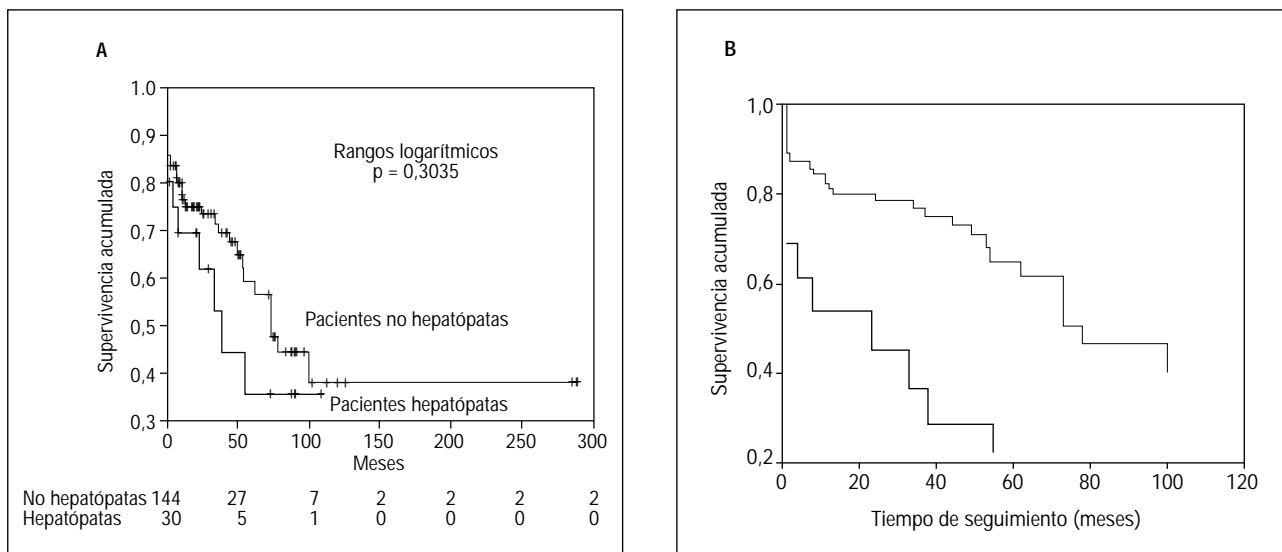 A
Supervivencia acumulada
1.0
0,9
0,8
0,7
0,6
0,5
0,4
0,3
Rangos logarítmicos
p = 0,3035
Pacientes no hepatópatas
Pacientes hepatópatas
0 50 100 150 200 250 300
Meses
No hepatópatas 144 27 7 2 2 2 2
Hepatópatas 30 5 1 0 0 0 0
B
Supervivencia acumulada
1,0
0,8
0,6
0,4
0,2
0 20 40 60 80 100 120
Tiempo de seguimiento (meses)